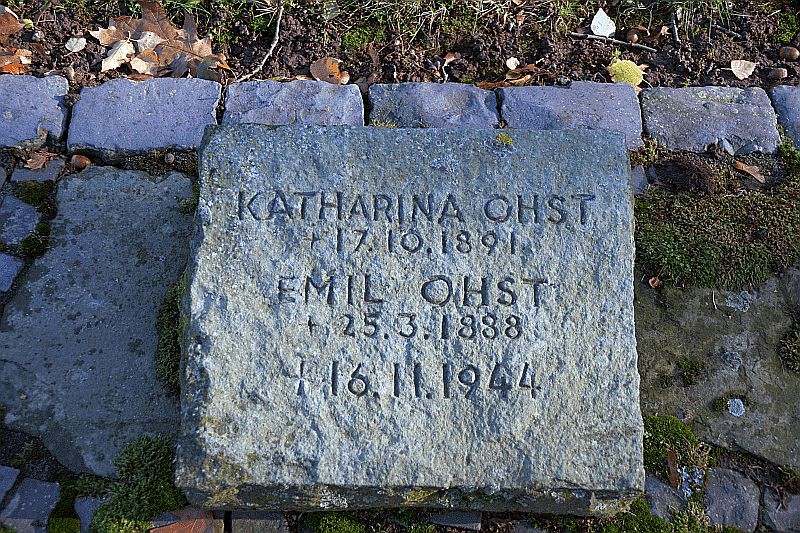 KATHARINA OHST
+ 17.10.1891
EMIL OHST
+ 25.3.1888
+ 16.11.1944